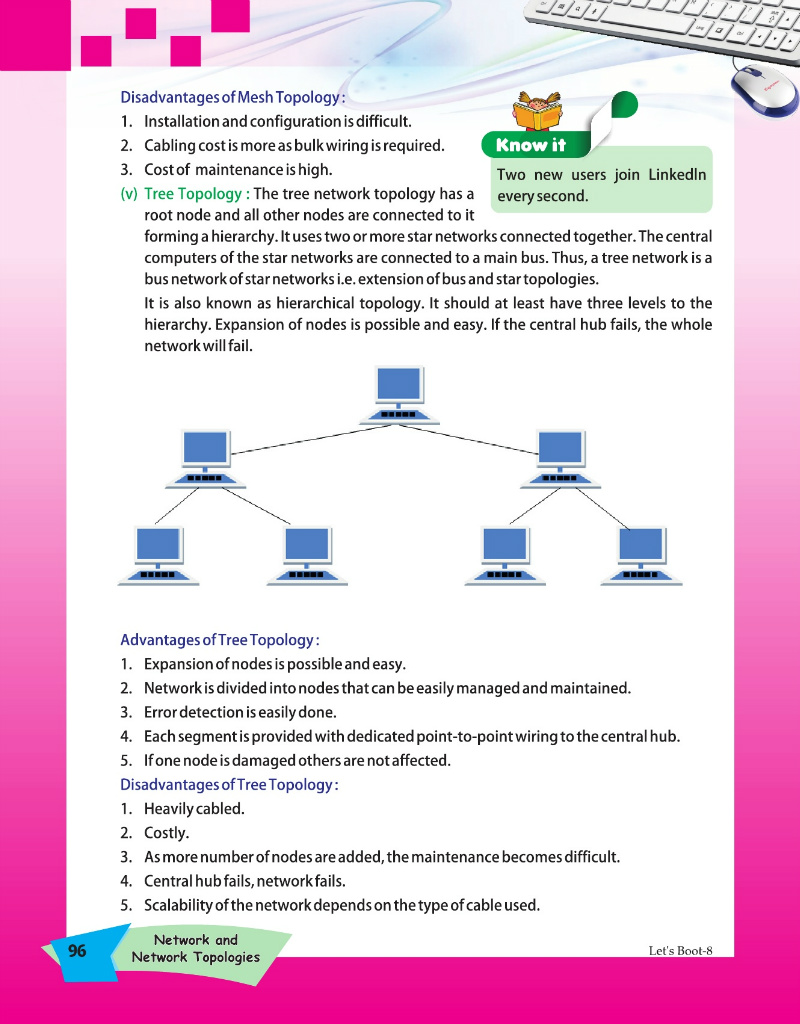 Disadvantages of Mesh Topology :
1. Installation and configuration is difficult.
2. Cabling cost is more as bulk wiring is required.
3. Cost of maintenance is high.
Know it
Two new users join LinkedIn
every second.
(v) Tree Topology : The tree network topology has a
root node and all other nodes are connected to it
forming a hierarchy. It uses two or more star networks connected together. The central
computers of the star networks are connected to a main bus. Thus, a tree network is a
bus network of star networks i.e. extension of bus and star topologies.
It is also known as hierarchical topology. It should at least have three levels to the
hierarchy. Expansion of nodes is possible and easy. If the central hub fails, the whole
network will fail.
Advantages of Tree Topology :
1. Expansion of nodes is possible and easy.
2. Network is divided into nodes that can be easily managed and maintained.
3. Error detection is easily done.
4. Each segment is provided with dedicated point-to-point wiring to the central hub.
5. If one node is damaged others are not affected.
Disadvantages of Tree Topology :
1. Heavily cabled.
2. Costly.
3. As more number of nodes are added, the maintenance becomes difficult.
4. Central hub fails, network fails.
5. Scalability of the network depends on the type of cable used.
96
Network and
Network Topologies
Let's Boot-8